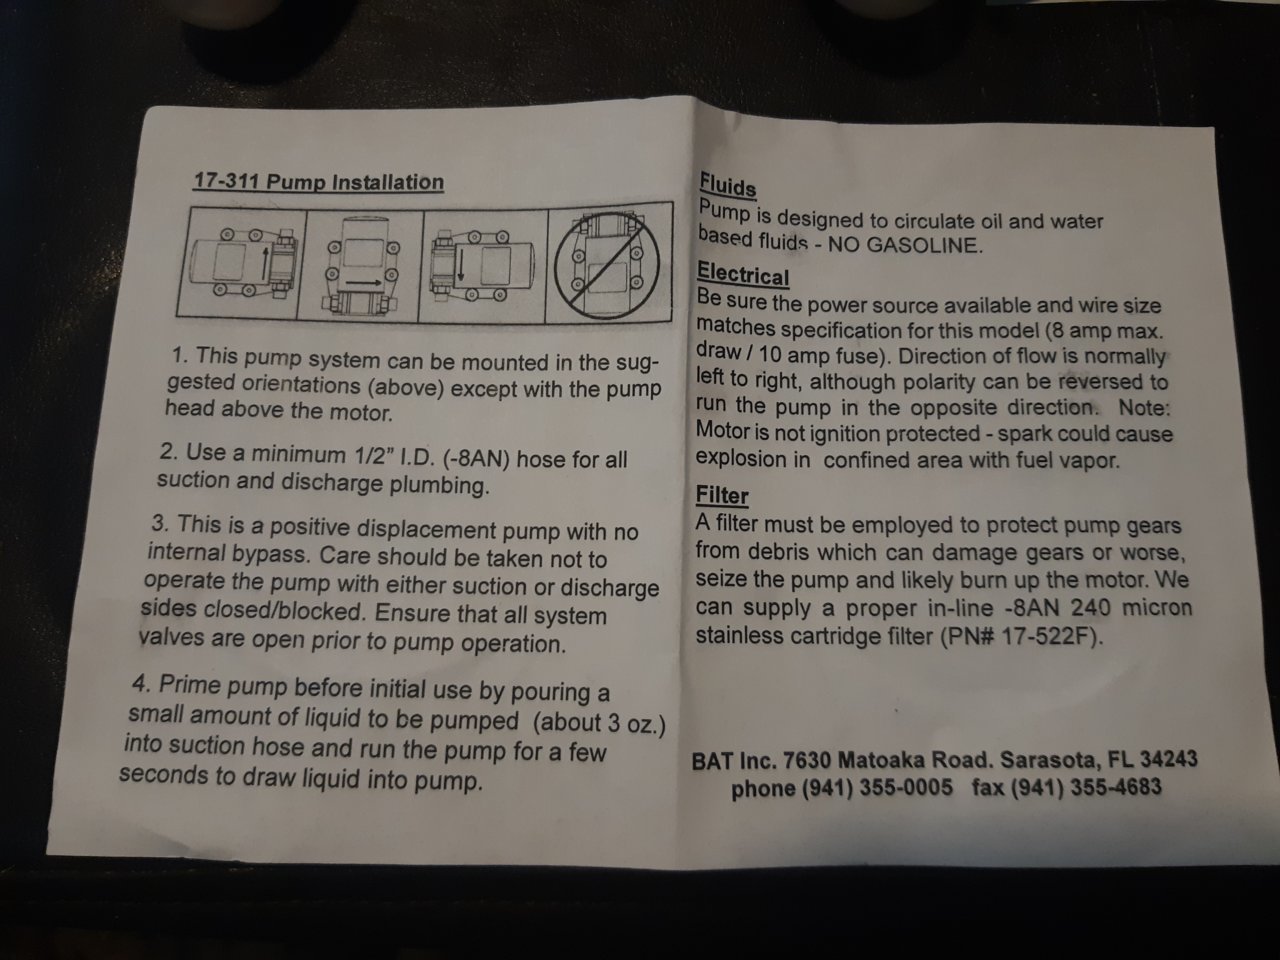 17-311 Pump Installation
1. This pump system can be mounted in the sug-
gested orientations (above) except with the pump
head above the motor.
2. Use a minimum 1/2" I.D. (-8AN) hose for all
suction and discharge plumbing.
3. This is a positive displacement pump with no
internal bypass. Care should be taken not to
operate the pump with either suction or discharge
sides closed/blocked. Ensure that all system
valves are open prior to pump operation.
4. Prime pump before initial use by pouring a
small amount of liquid to be pumped (about 3 oz.)
into suction hose and run the pump for a few
seconds to draw liquid into pump.
Fluids
Pump is designed to circulate oil and water
based fluids - NO GASOLINE.
Electrical
Be sure the power source available and wire size
matches specification for this model (8 amp max.
draw / 10 amp fuse). Direction of flow is normally
left to right, although polarity can be reversed to
run the pump in the opposite direction. Note:
Motor is not ignition protected - spark could cause
explosion in confined area with fuel vapor.
Filter
A filter must be employed to protect pump gears
from debris which can damage gears or worse,
seize the pump and likely burn up the motor. We
can supply a proper in-line -8AN 240 micron
stainless cartridge filter (PN# 17-522F).
BAT Inc. 7630 Matoaka Road. Sarasota, FL 34243
phone (941) 355-0005 fax (941) 355-4683